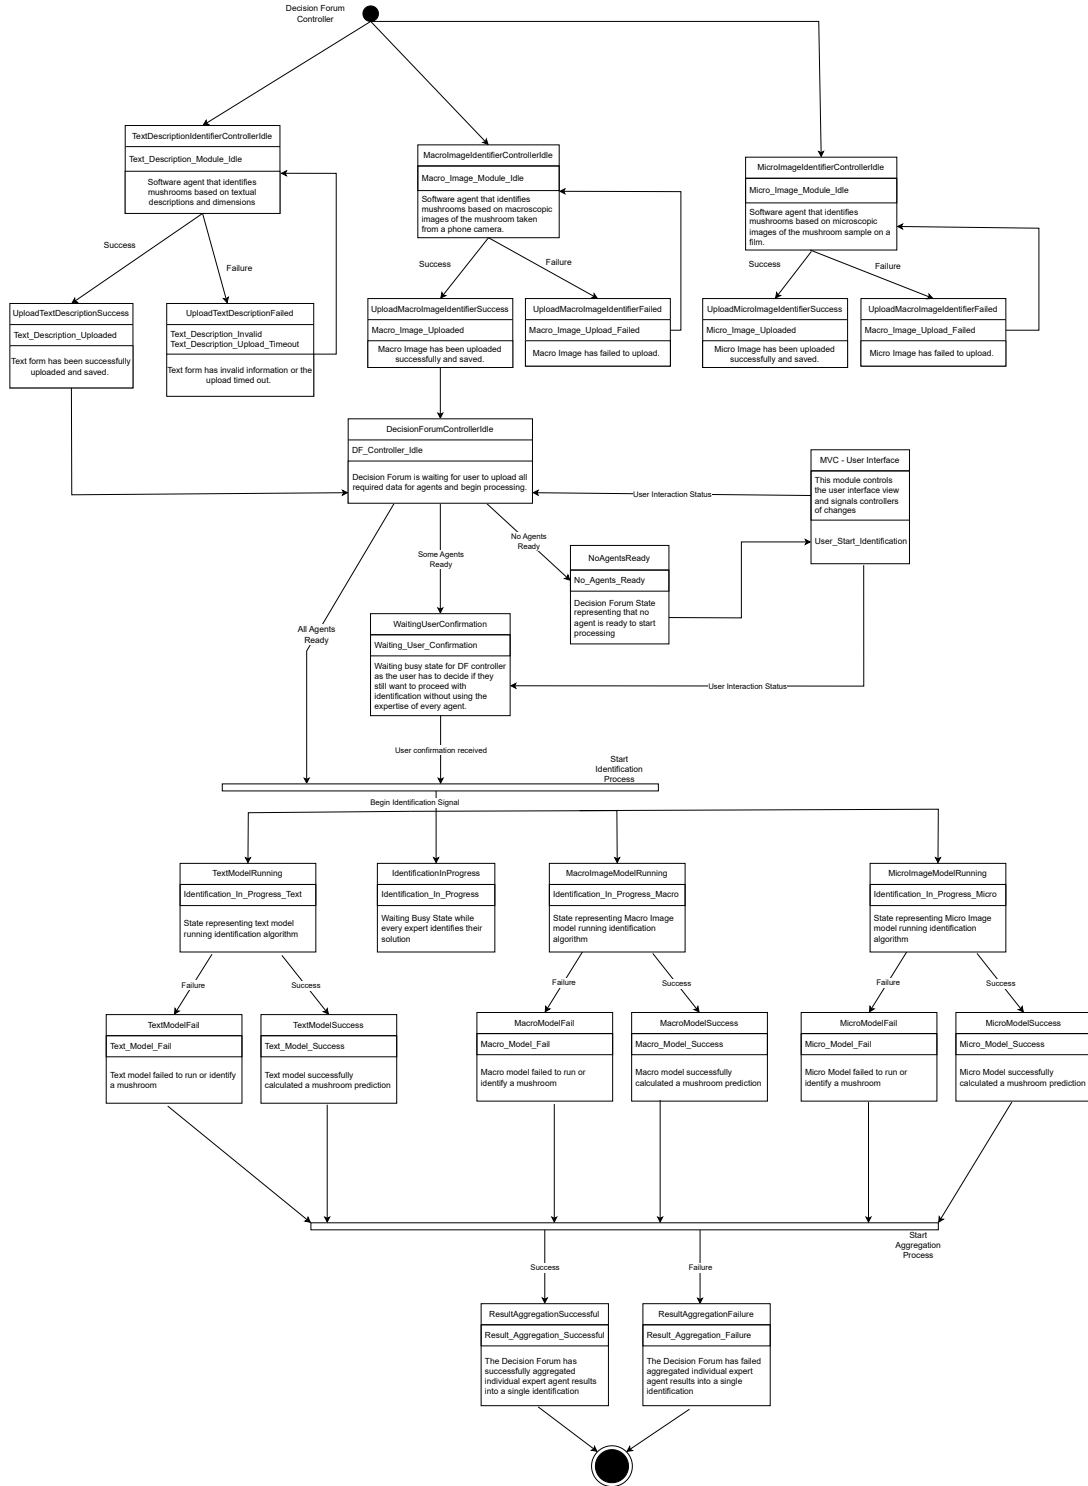 Decision Forum
Controller
TextDescriptionIdentifierControllerIdle
Text_Description_Module_Idle
Software agent that identifies
mushrooms based on textual
descriptions and dimensions
MacroImageIdentifierControllerIdle
Macro_Image_Module_Idle
Software agent that identifies
mushrooms based on macroscopic
images of the mushroom taken
from a phone camera.
MicroImageIdentifierControllerIdle
Micro_Image_Module_Idle
Software agent that identifies
mushrooms based on microscopic
images of the mushroom sample on a
film.
Success
Failure
Success
Failure
Success
Failure
UploadTextDescriptionSuccess
Text_Description_Uploaded
Text form has been successfully
uploaded and saved.
UploadTextDescriptionFailed
Text_Description_Invalid
Text_Description_Upload_Timeout
Text form has invalid information or the
upload timed out.
UploadMacroImageIdentifierSuccess
Macro_Image_Uploaded
Macro Image has been uploaded
successfully and saved.
UploadMacroImageIdentifierFailed
Macro_Image_Upload_Failed
Macro Image has failed to upload.
UploadMicroImageIdentifierSuccess
Micro_Image_Uploaded
Micro Image has been uploaded
successfully and saved.
UploadMacroImageIdentifierFailed
Macro_Image_Upload_Failed
Micro Image has failed to upload.
DecisionForumControllerIdle
DF_Controller_Idle
Decision Forum is waiting for user to upload all
required data for agents and begin processing.
User Interaction Status
MVC - User Interface
This module controls
the user interface view
and signals controllers
of changes
User_Start_Identification
All Agents
Ready
Some Agents
Ready
No Agents
Ready
NoAgentsReady
No_Agents_Ready
Decision Forum State
representing that no
agent is ready to start
processing
WaitingUserConfirmation
Waiting_User_Confirmation
Waiting busy state for DF controller
as the user has to decide if they
still want to proceed with
identification without using the
expertise of every agent.
User Interaction Status
User confirmation received
Start
Identification
Process
Begin Identification Signal
TextModelRunning
Identification_In_Progress_Text
State representing text model
running identification algorithm
IdentificationInProgress
Identification_In_Progress
Waiting Busy State while
every expert identifies their
solution
MacroImageModelRunning
Identification_In_Progress_Macro
State representing Macro Image
model running identification
algorithm
MicroImageModelRunning
Identification_In_Progress_Micro
State representing Micro Image
model running identification
algorithm
Failure
Success
Failure
Success
Failure
Success
TextModelFail
Text_Model_Fail
Text model failed to run or identify
a mushroom
TextModelSuccess
Text_Model_Success
Text model successfully
calculated a mushroom prediction
MacroModelFail
Macro_Model_Fail
Macro model failed to run or
identify a mushroom
MacroModelSuccess
Macro_Model_Success
Macro model successfully
calculated a mushroom prediction
MicroModelFail
Micro_Model_Fail
Micro Model failed to run or
identify a mushroom
MicroModelSuccess
Micro_Model_Success
Micro Model successfully
calculated a mushroom prediction
Start
Aggregation
Process
Success
Failure
ResultAggregationSuccessful
Result_Aggregation_Successful
The Decision Forum has
successfully aggregated
individual expert agent results
into a single identification
ResultAggregationFailure
Result_Aggregation_Failure
The Decision Forum has failed
aggregated individual expert
agent results into a single
identification